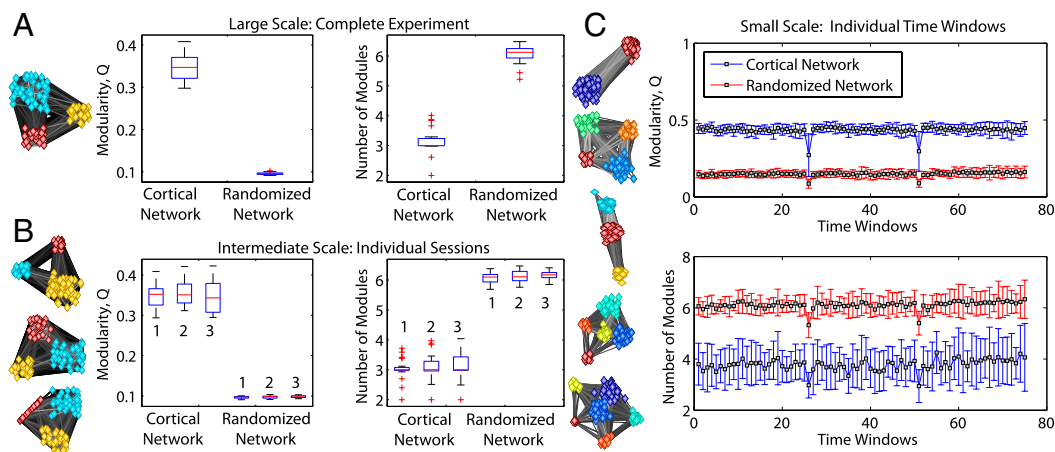 A
Large Scale: Complete Experiment
Modularity, Q
0.4
0.3
0.2
0.1
Cortical
Network
Randomized
Network
Number of Modules
6
5
4
3
2
Cortical
Network
Randomized
Network
B
Intermediate Scale: Individual Sessions
Modularity, Q
0.4
0.3
0.2
0.1
1 2 3
1 2 3
Cortical
Network
Randomized
Network
Number of Modules
6
5
4
3
2
1 2 3
1 2 3
Cortical
Network
Randomized
Network
C
Small Scale: Individual Time Windows
Modularity, Q
1
0.5
0
Cortical Network
Randomized Network
0 20 40 60 80
Time Windows
Number of Modules
8
6
4
2
0 20 40 60 80
Time Windows